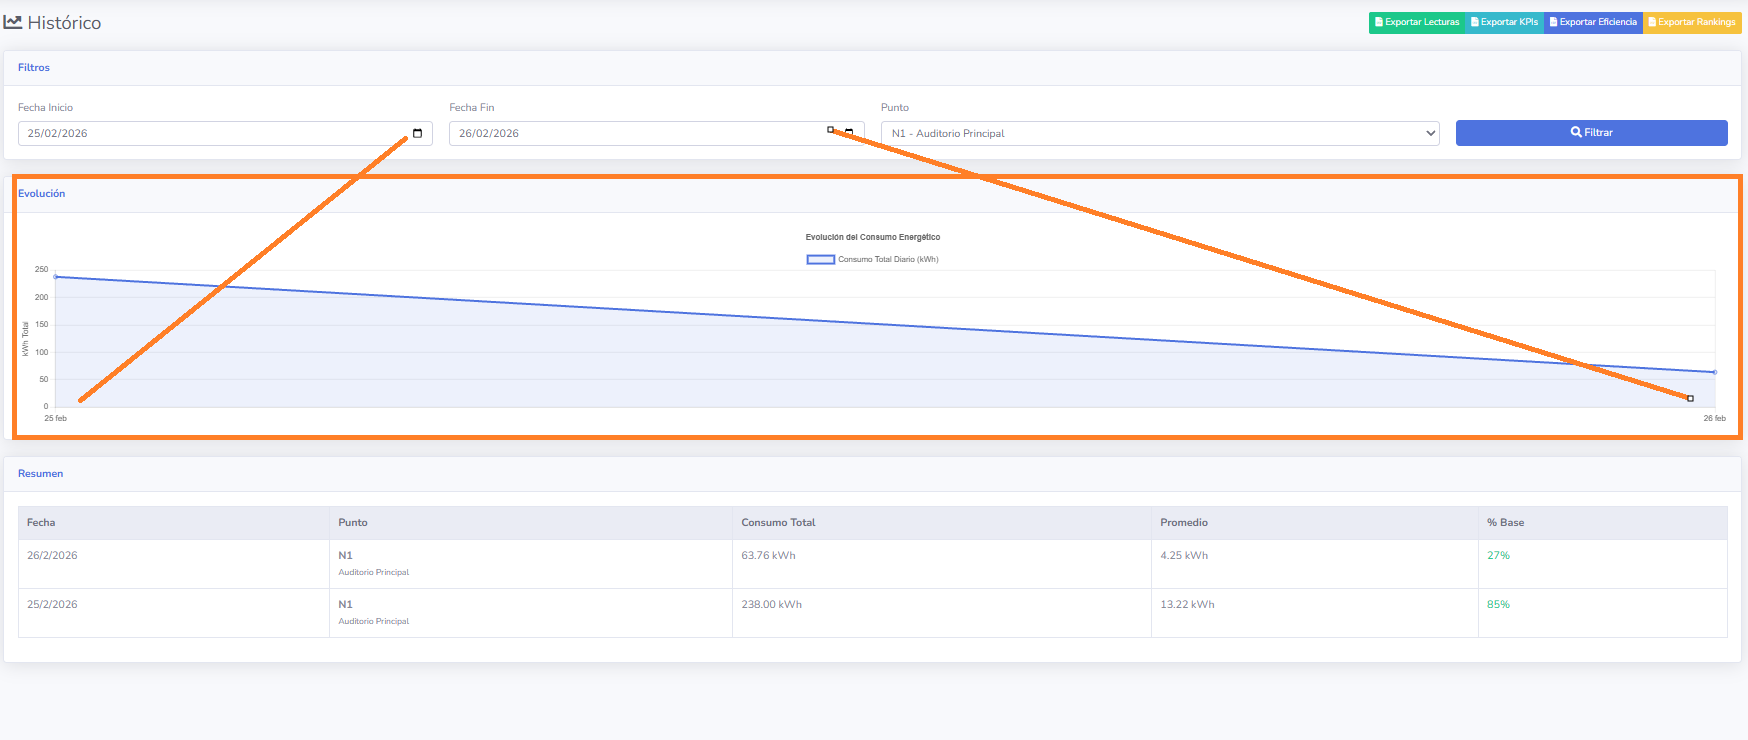 Histórico
Exportar Lecturas Exportar KPIs Exportar Eficiencia Exportar Rankings
Filtros
Fecha Inicio Fecha Fin Punto
25/02/2026 26/02/2026 N1 - Auditorio Principal Filtrar
Evolución
Evolución del Consumo Energético
Consumo Total Diario (kWh)
250
200
150
100
50
0
kWh Total
25 feb 26 feb
Resumen
Fecha Punto Consumo Total Promedio % Base
26/2/2026 N1 63.76 kWh 4.25 kWh 27%
Auditorio Principal
25/2/2026 N1 238.00 kWh 13.22 kWh 85%
Auditorio Principal